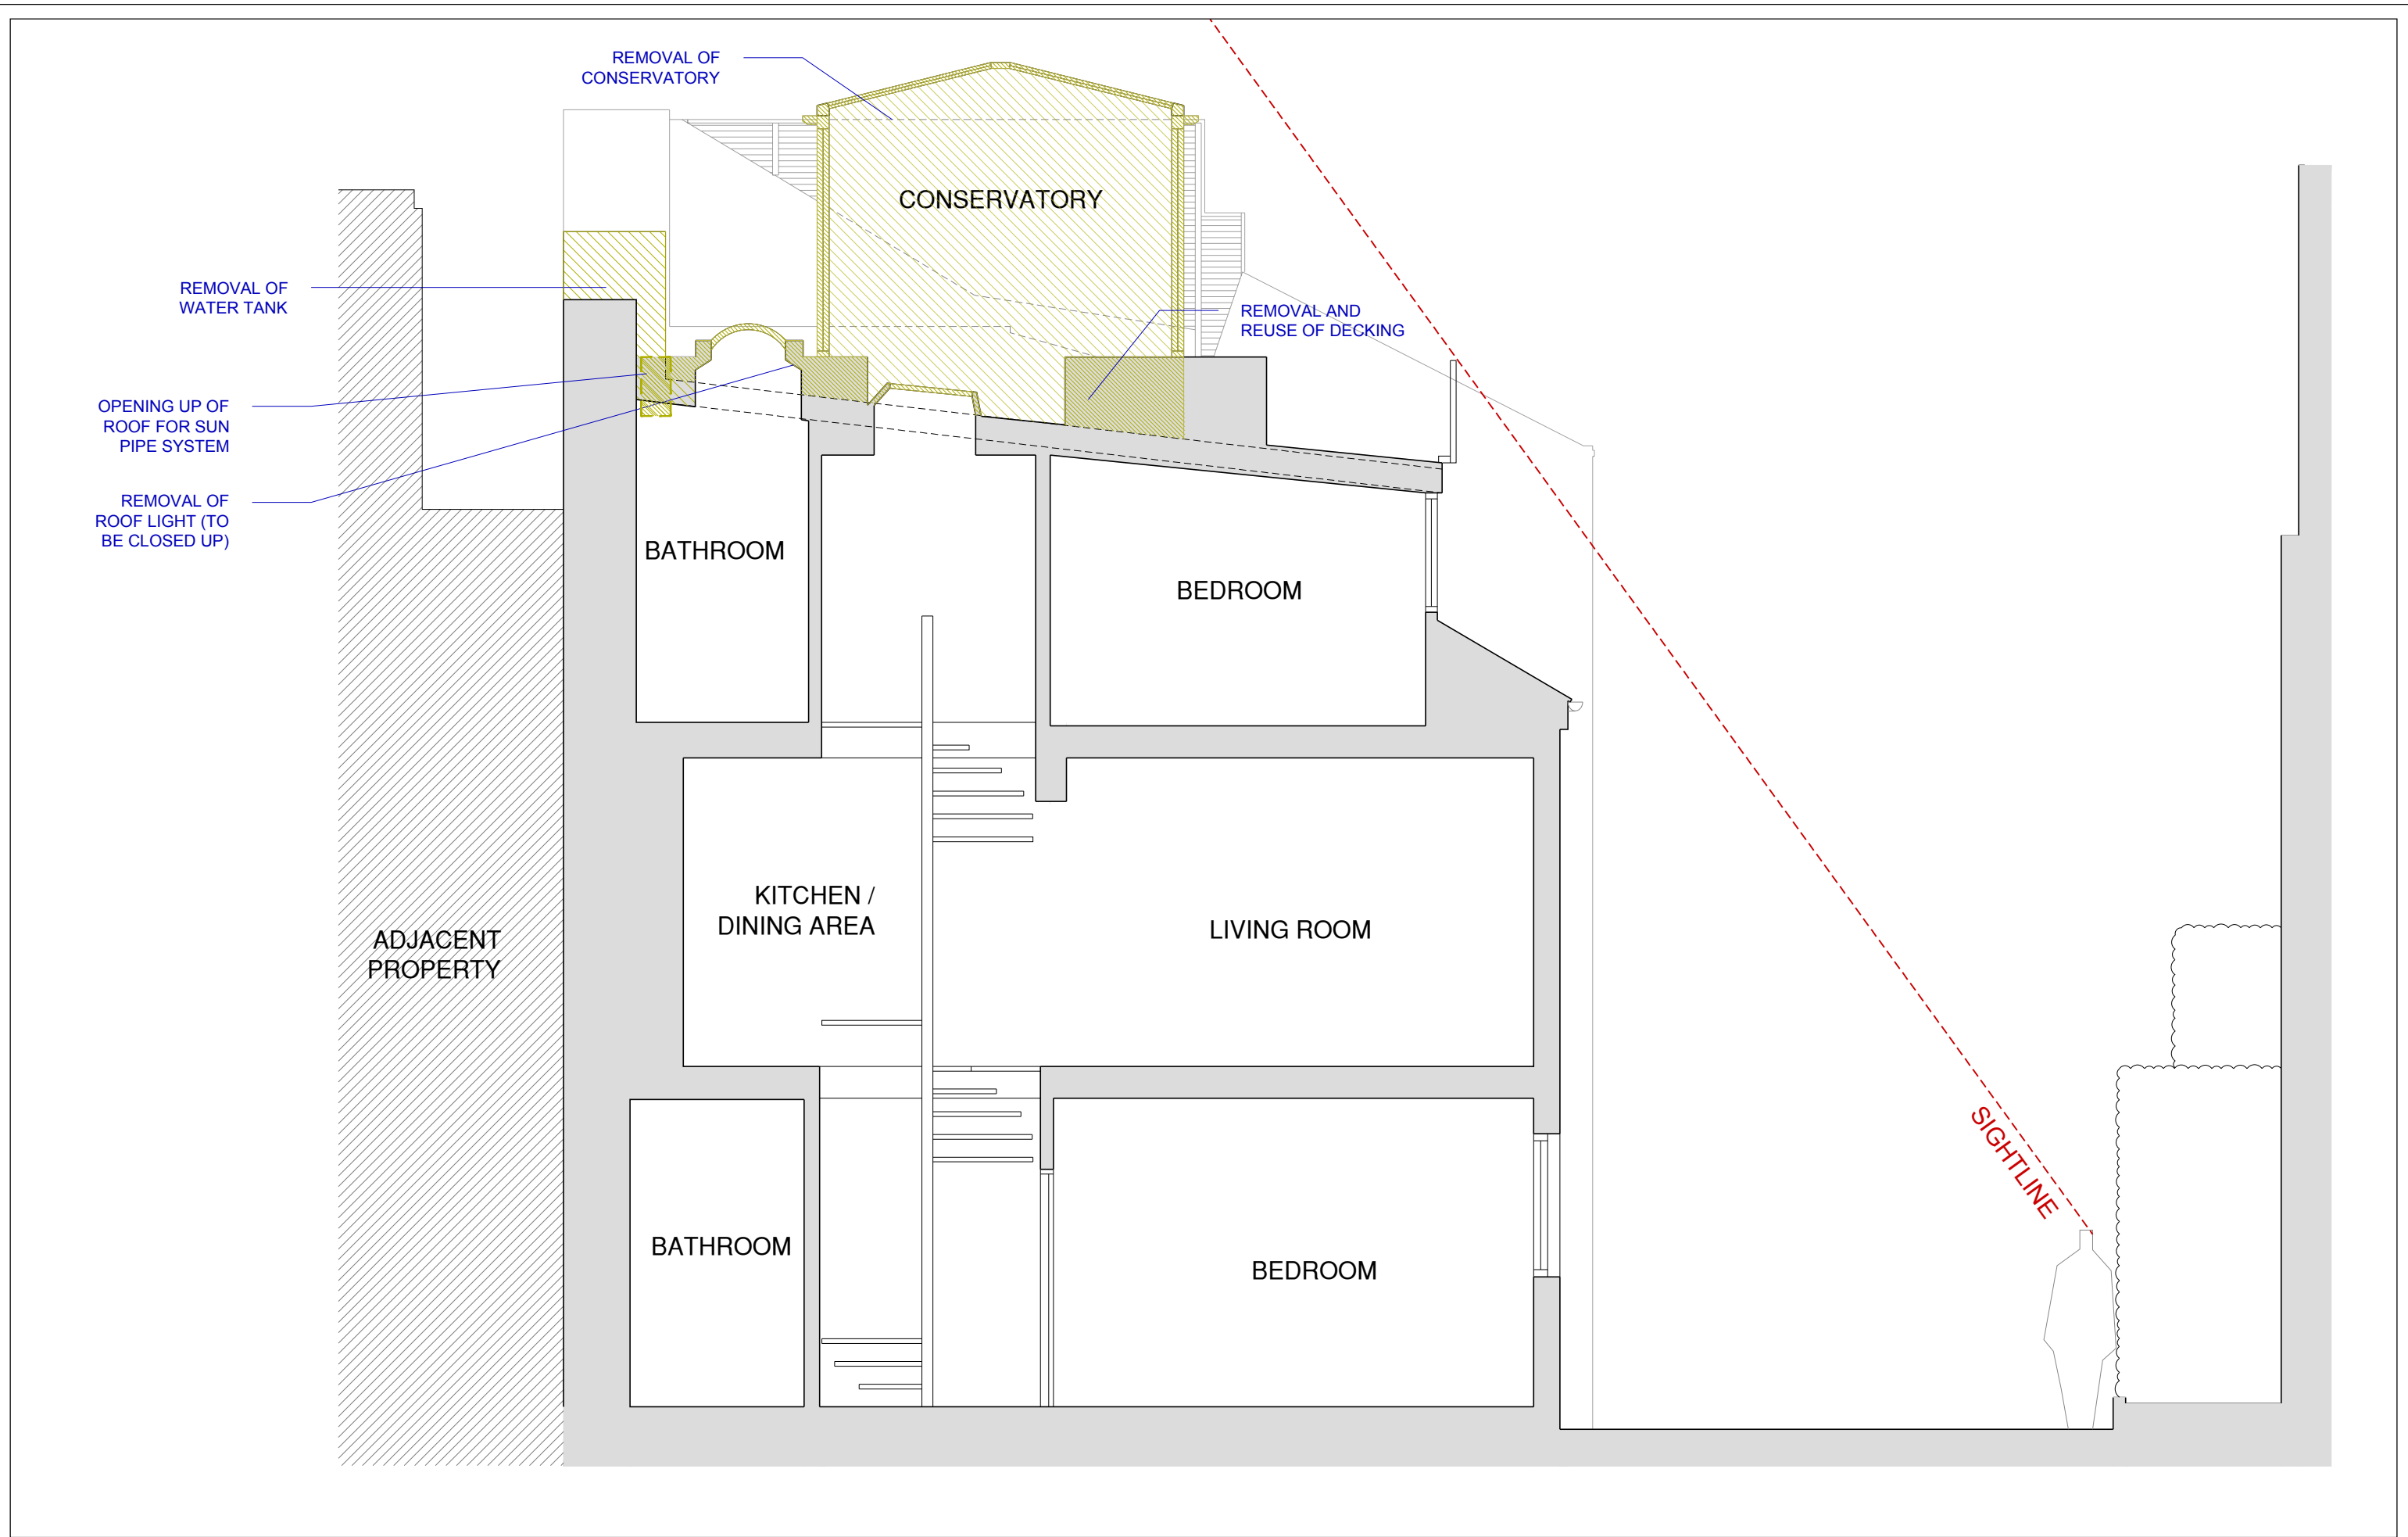 REMOVAL OF
CONSERVATORY
CONSERVATORY
REMOVAL OF
WATER TANK
REMOVAL AND
REUSE OF DECKING
OPENING UP OF
ROOF FOR SUN
PIPE SYSTEM
REMOVAL OF
ROOF LIGHT (TO
BE CLOSED UP)
BATHROOM
BEDROOM
KITCHEN /
DINING AREA
LIVING ROOM
ADJACENT
PROPERTY
SIGHTLINE
BATHROOM
BEDROOM